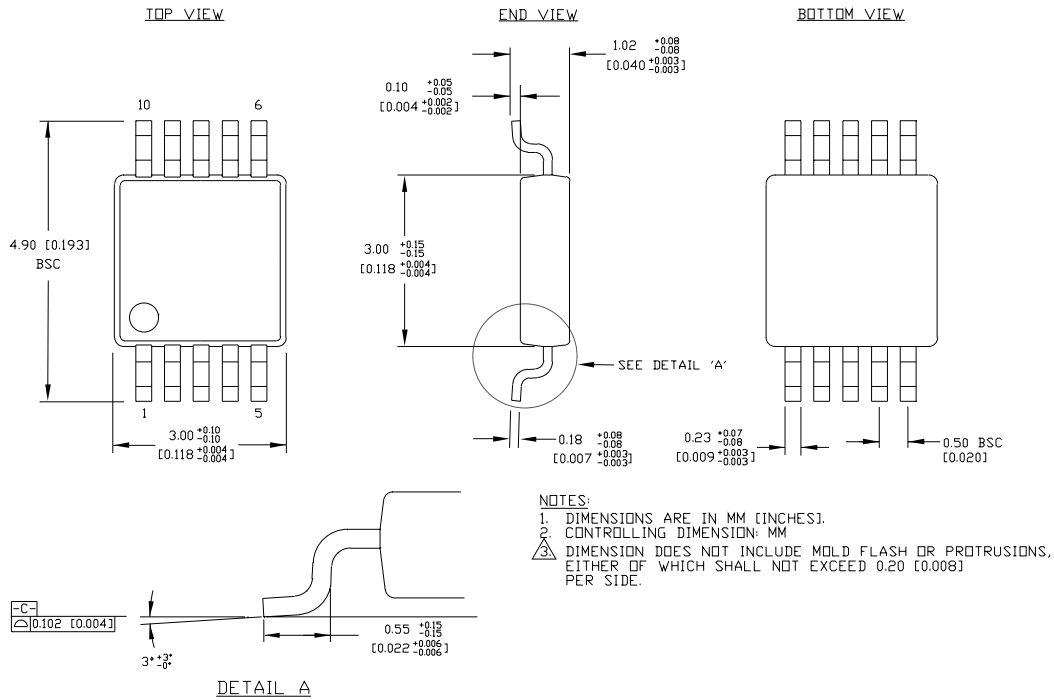 TOP VIEW
END VIEW
BOTTOM VIEW
1.02 +0.08 -0.08
[0.040 +0.003 -0.003]
0.10 +0.05 -0.05
[0.004 +0.002 -0.002]
10 6
4.90 [0.193]
BSC
3.00 +0.15 -0.15
[0.118 +0.004 -0.004]
SEE DETAIL 'A'
1 5
3.00 +0.10 -0.10
[0.118 +0.004 -0.004]
0.18 +0.08 -0.08
[0.007 +0.003 -0.003]
0.23 +0.07 -0.08
[0.009 +0.003 -0.003]
0.50 BSC
[0.020]
NOTES:
1. DIMENSIONS ARE IN MM [INCHES].
2. CONTROLLING DIMENSION: MM
3. DIMENSION DOES NOT INCLUDE MOLD FLASH OR PROTRUSIONS,
EITHER OF WHICH SHALL NOT EXCEED 0.20 [0.008]
PER SIDE.
-C-
0.102 [0.004]
3° +3° -0°
0.55 +0.15 -0.15
[0.022 +0.006 -0.006]
DETAIL A